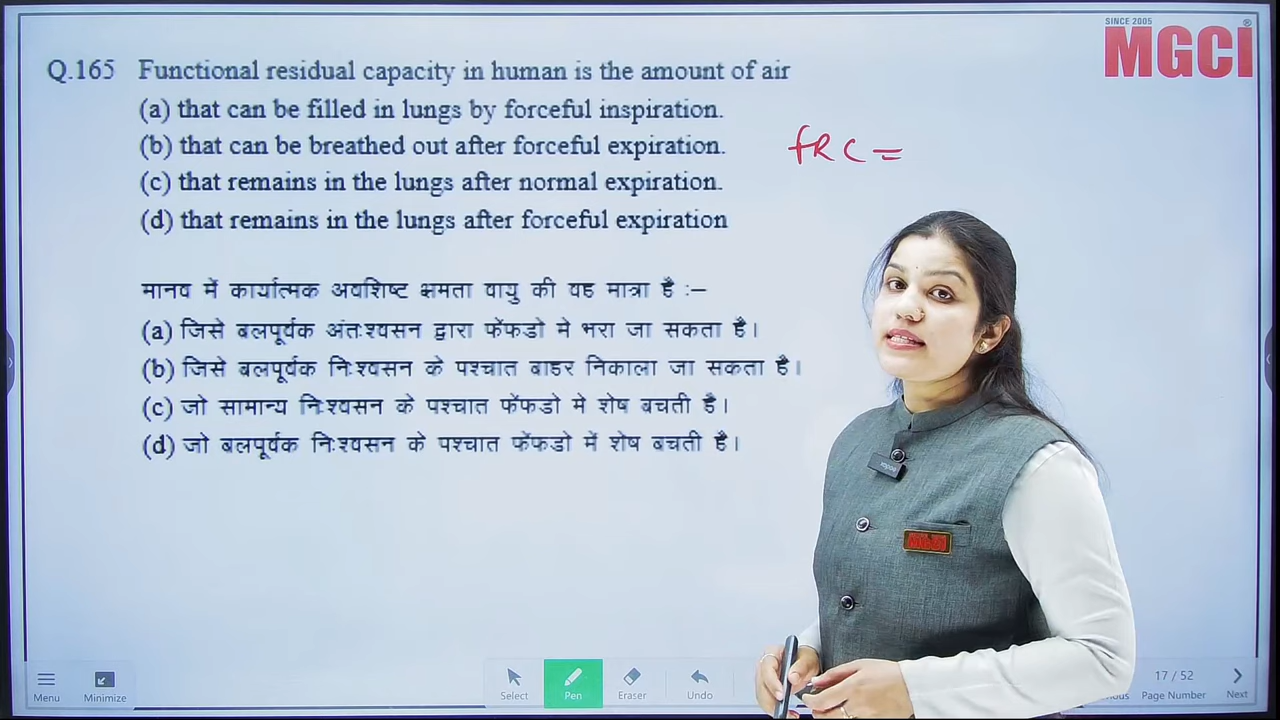 SINCE 2005
MGCI®
Q.165 Functional residual capacity in human is the amount of air
(a) that can be filled in lungs by forceful inspiration.
(b) that can be breathed out after forceful expiration.
(c) that remains in the lungs after normal expiration.
(d) that remains in the lungs after forceful expiration
fRC =
मानव में कार्यात्मक अवशिष्ट क्षमता वायु की वह मात्रा है :–
(a) जिसे बलपूर्वक अंतःश्वसन द्वारा फेंफडो मे भरा जा सकता है।
(b) जिसे बलपूर्वक निःश्वसन के पश्चात बाहर निकाला जा सकता है।
(c) जो सामान्य निःश्वसन के पश्चात फेंफडो मे शेष बचती है।
(d) जो बलपूर्वक निःश्वसन के पश्चात फेंफडो में शेष बचती है।
MGCI
Menu Minimize Select Pen Eraser Undo 17 / 52 Page Number Next